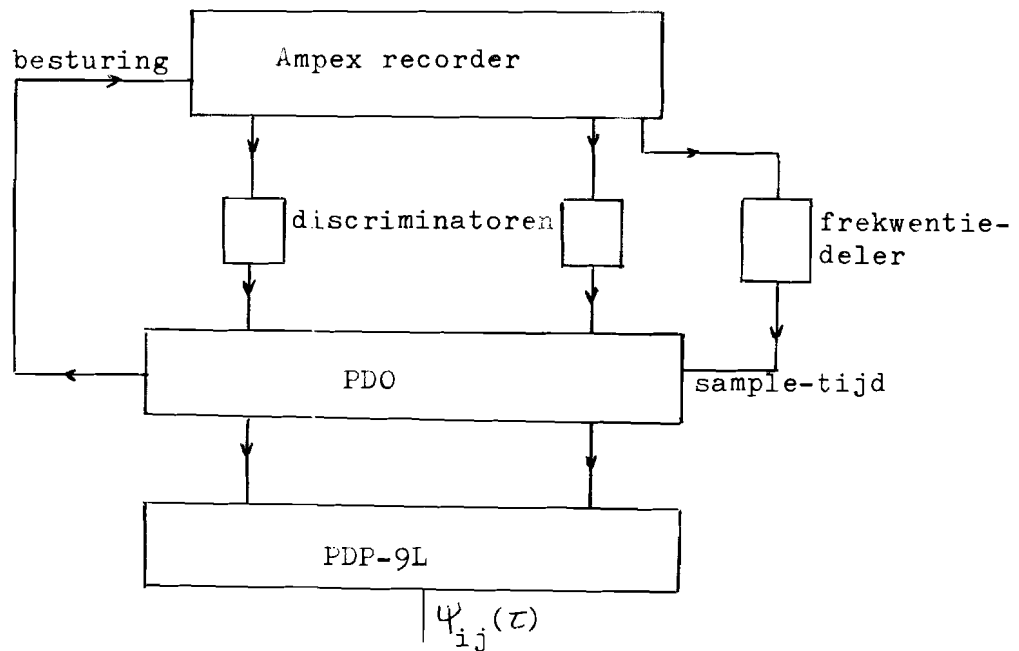 besturing
Ampex recorder
discriminatoren
frekwentie-
deler
PDO
sample-tijd
PDP-9L
Ψij(τ)